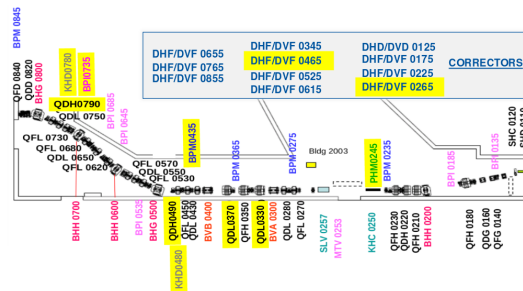 BPM 0845
QFD 0840
QDD 0820
BHG 0800
KHD0780
BPI0735
QDH0790
QDL 0750
BPI 0685
BPI 0645
QFL 0730
QFL 0680
QDL 0650
QFL 0620
QFL 0570
QDL 0550
QFL 0530
BHH 0700
BHH 0600
BPI 0535
BHG 0500
DHF/DVF 0655
DHF/DVF 0765
DHF/DVF 0855
DHF/DVF 0345
DHF/DVF 0465
DHF/DVF 0525
DHF/DVF 0615
DHD/DVD 0125
DHF/DVF 0175
DHF/DVF 0225
DHF/DVF 0265
CORRECTORS
BPM0435
BPM 0365
BPM 0275
Bldg 2003
PHM0245
BPM 0235
BPI 0185
BPI 0135
SHC 0120
QDH0490
KHD0480
QFL 0450
QDL 0430
BVB 0400
QDL0370
QFH 0350
QDL0330
BVA 0300
QDL 0280
QFL 0270
SLV 0257
MTV 0253
KHC 0250
QFH 0230
QDH 0220
QFH 0210
BHH 0200
QFH 0180
QDG 0160
QFG 0140